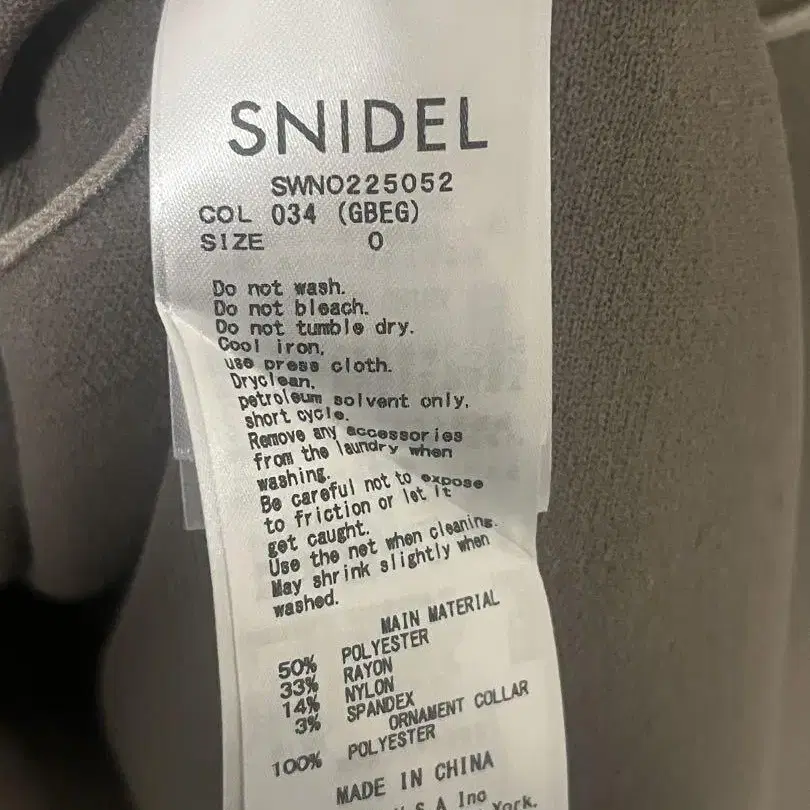 SNIDEL
SWNO225052
COL 034 (GBEG)
SIZE 0
Do not wash.
Do not bleach.
Do not tumble dry.
Cool iron,
use press cloth.
Dryclean,
petroleum solvent only,
short cycle.
Remove any accessories
from the laundry when
washing.
Be careful not to expose
to friction or let it
get caught.
Use the net when cleaning.
May shrink slightly when
washed.
MAIN MATERIAL
50% POLYESTER
33% RAYON
14% NYLON
3% SPANDEX
ORNAMENT COLLAR
100% POLYESTER
MADE IN CHINA
S A Inc
York.